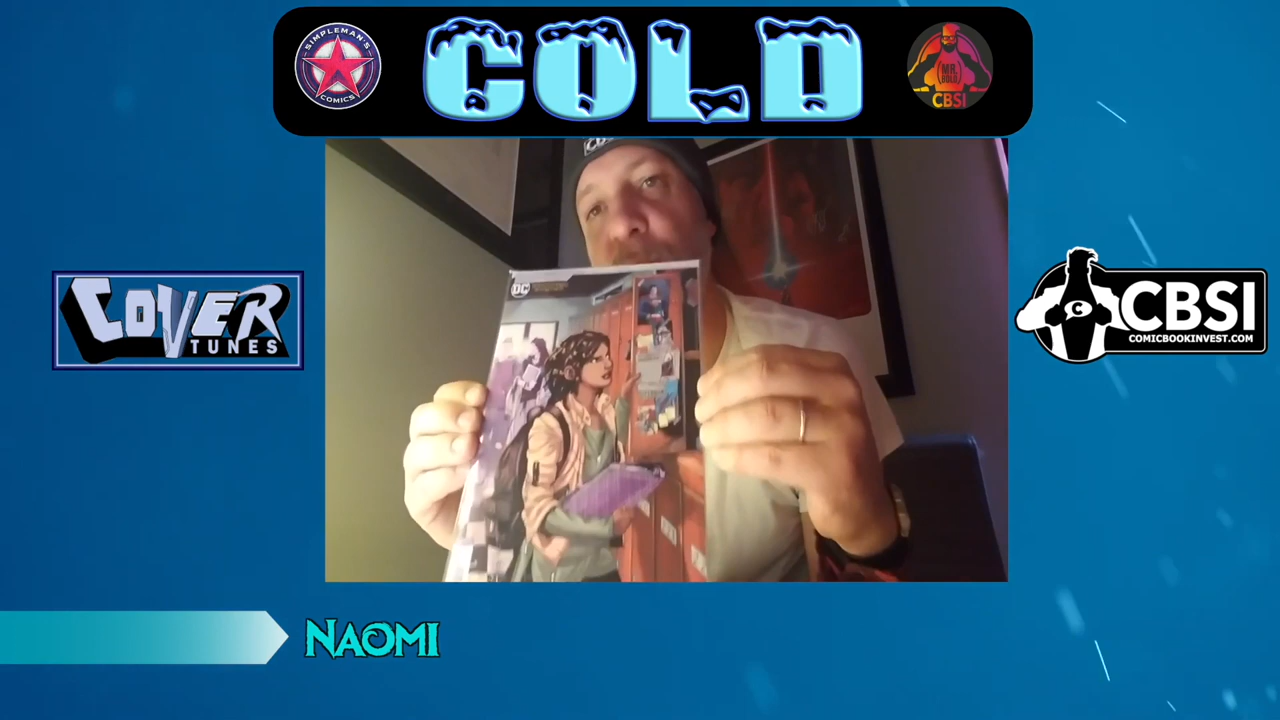 SIMPLEMAN'S
COMICS
COLD
MR.
BOLD
CBSI
DC
COVER
TUNES
C
CBSI
COMICBOOKINVEST.COM
NAOMI